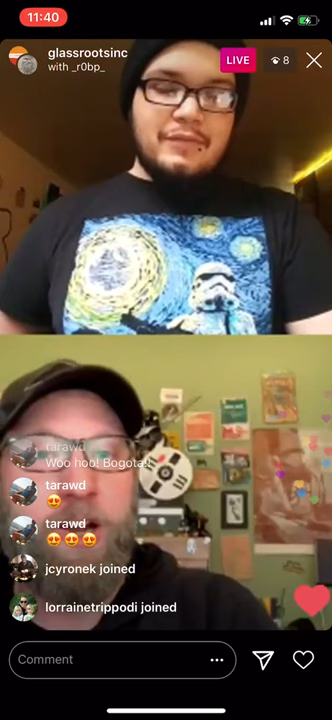 11:40
glassrootsinc
with _r0bp_
LIVE
8
tarawd
Woo hoo! Bogota!!
tarawd
😍
tarawd
😍😍😍
jcyronek joined
lorrainetrippodi joined
Comment